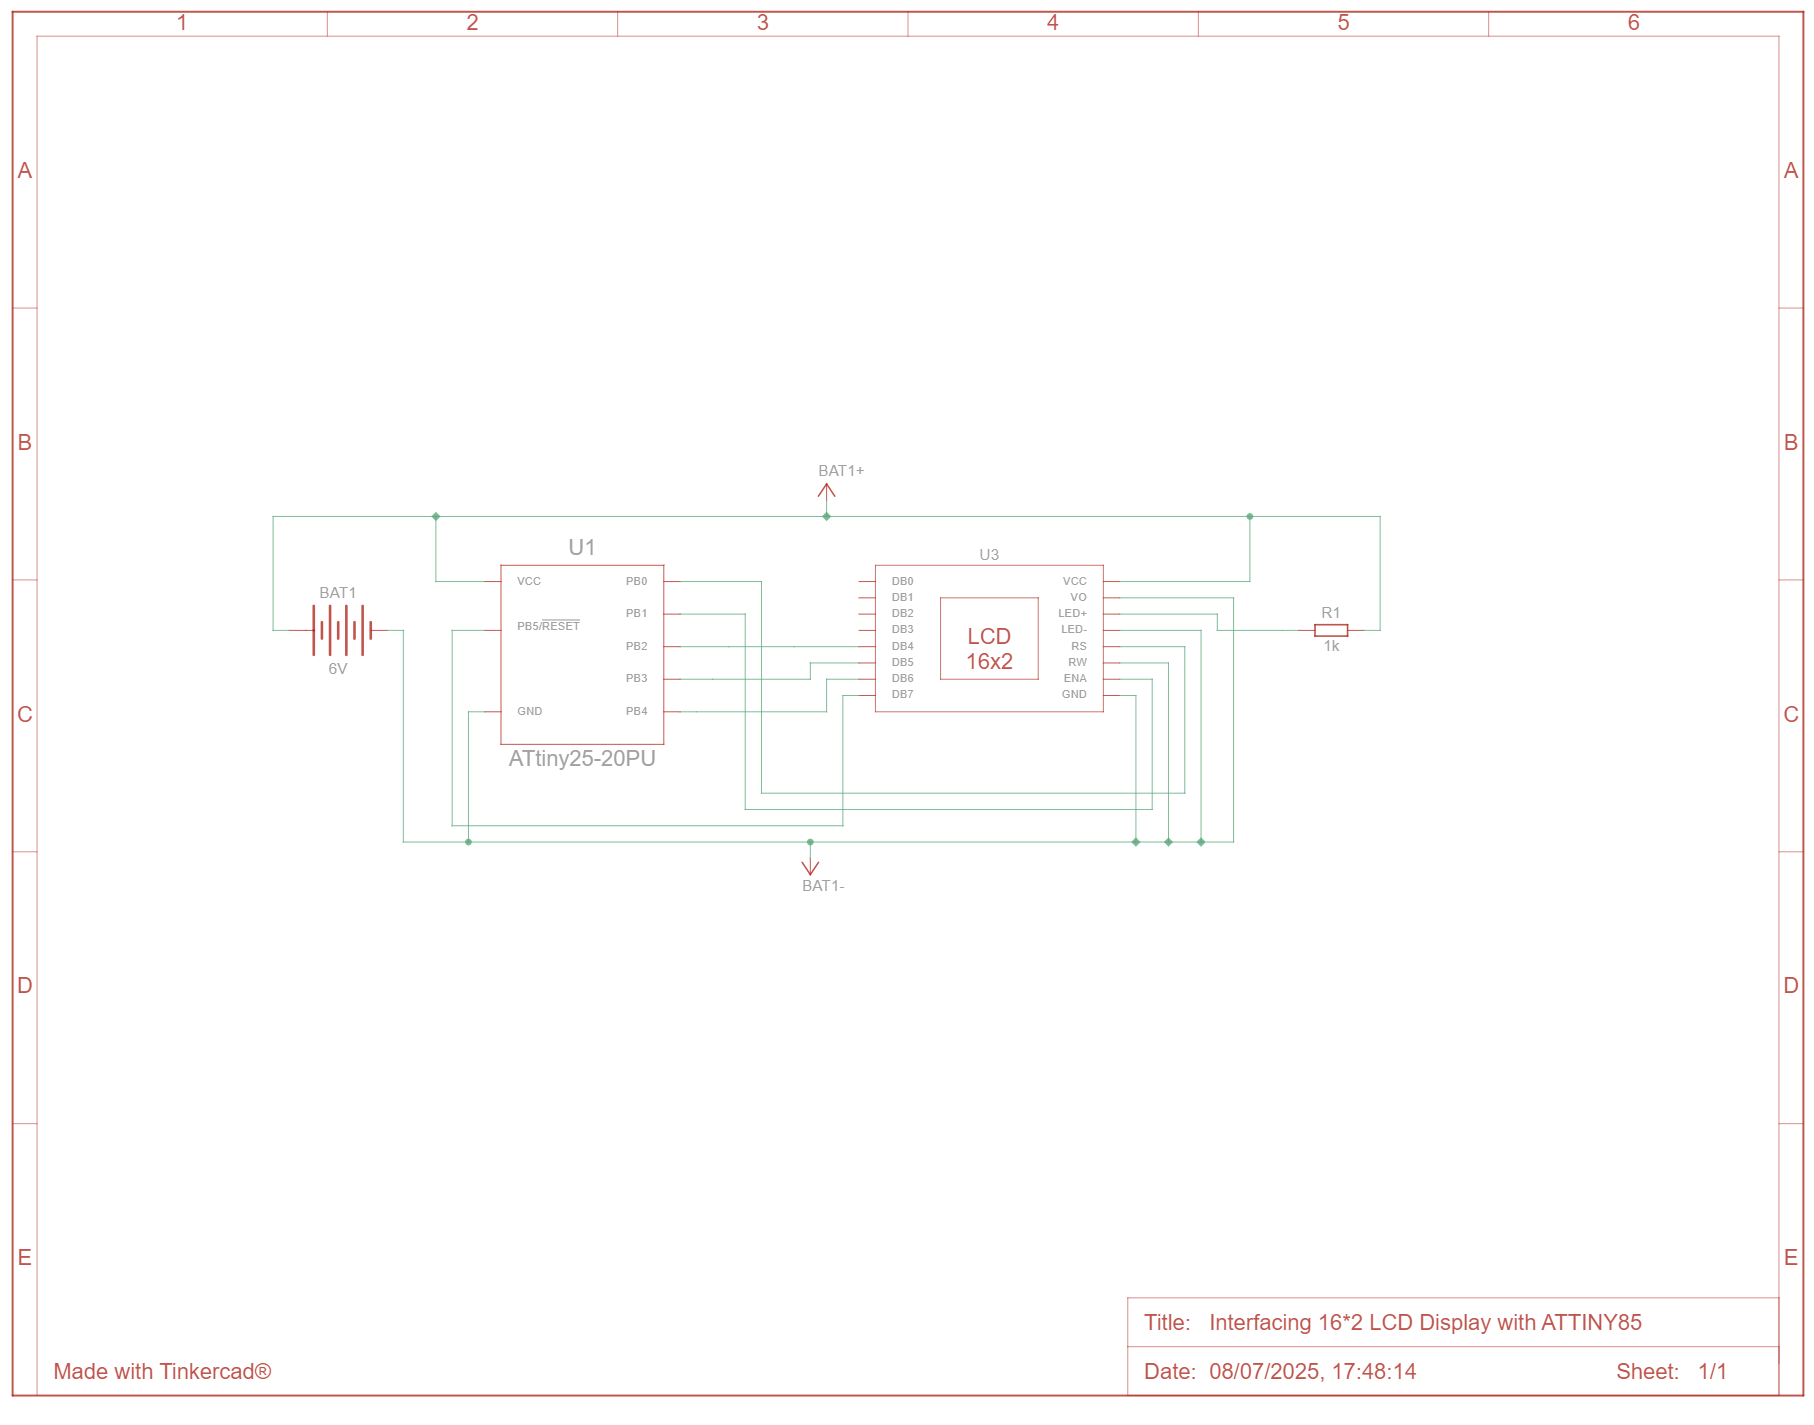 1 2 3 4 5 6
A A
B B
BAT1+
U1
U3
VCC PB0
PB1
PB5/RESET
PB2
PB3
GND PB4
ATtiny25-20PU
DB0 VCC
DB1 VO
DB2 LED+
DB3 LED-
DB4 RS
DB5 RW
DB6 ENA
DB7 GND
LCD
16x2
BAT1
6V
R1
1k
C C
BAT1-
D D
E E
Title: Interfacing 16*2 LCD Display with ATTINY85
Made with Tinkercad®
Date: 08/07/2025, 17:48:14 Sheet: 1/1